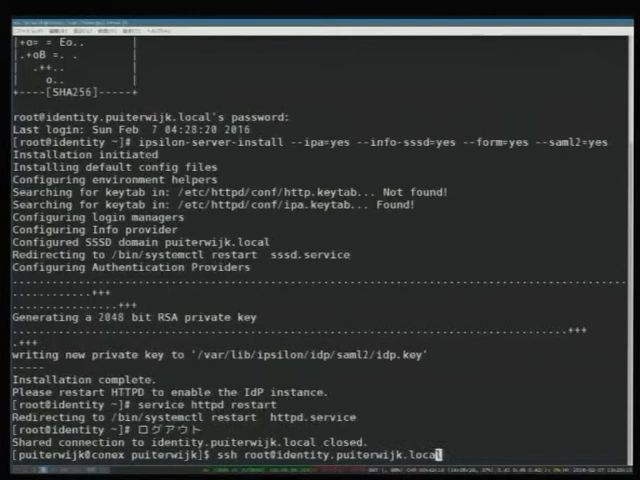 |+o= = Eo..       |
|.+oB =. .        |
|  .++..          |
|    o..          |
+----[SHA256]-----+
root@identity.puiterwijk.local's password:
Last login: Sun Feb  7 04:28:20 2016
[root@identity ~]# ipsilon-server-install --ipa=yes --info-sssd=yes --form=yes --saml2=yes
Installation initiated
Installing default config files
Configuring environment helpers
Searching for keytab in: /etc/httpd/conf/http.keytab... Not found!
Searching for keytab in: /etc/httpd/conf/ipa.keytab... Found!
Configuring login managers
Configuring Info provider
Configured SSSD domain puiterwijk.local
Redirecting to /bin/systemctl restart  sssd.service
Configuring Authentication Providers
Generating a 2048 bit RSA private key
writing new private key to '/var/lib/ipsilon/idp/saml2/idp.key'
-----
Installation complete.
Please restart HTTPD to enable the IdP instance.
[root@identity ~]# service httpd restart
Redirecting to /bin/systemctl restart  httpd.service
[root@identity ~]# ログアウト
Shared connection to identity.puiterwijk.local closed.
[puiterwijk@conex puiterwijk]$ ssh root@identity.puiterwijk.local